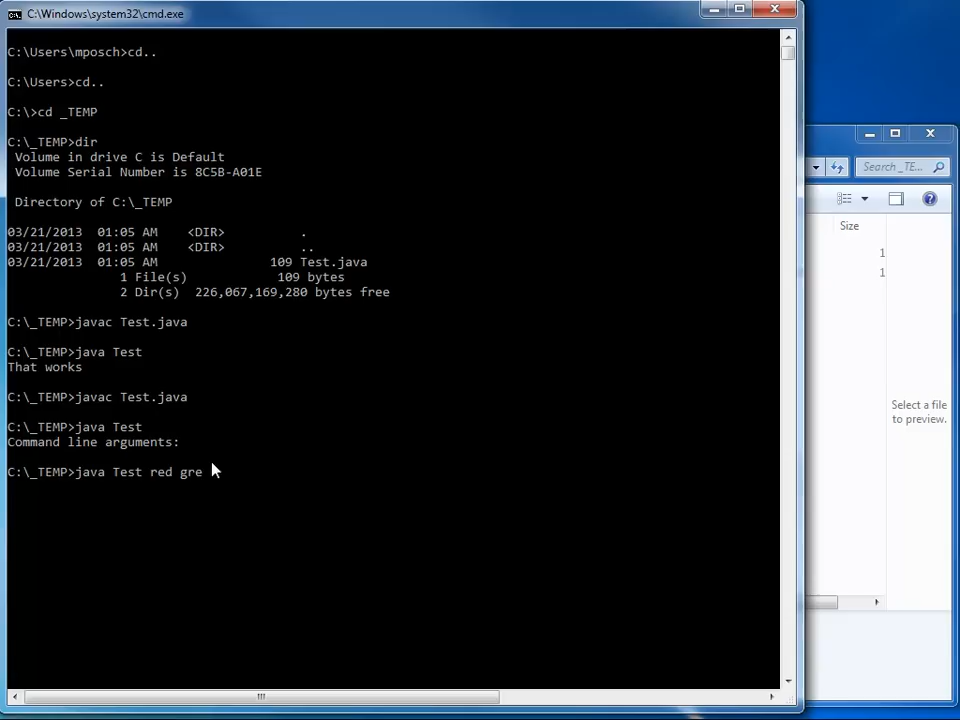 C:\Windows\system32\cmd.exe
C:\Users\mposch>cd..
C:\Users>cd..
C:\>cd _TEMP
C:\_TEMP>dir
Volume in drive C is Default
Volume Serial Number is 8C5B-A01E
Directory of C:\_TEMP
03/21/2013  01:05 AM    <DIR>          .
03/21/2013  01:05 AM    <DIR>          ..
03/21/2013  01:05 AM               109 Test.java
1 File(s)            109 bytes
2 Dir(s)  226,067,169,280 bytes free
C:\_TEMP>javac Test.java
C:\_TEMP>java Test
That works
C:\_TEMP>javac Test.java
C:\_TEMP>java Test
Command line arguments:
C:\_TEMP>java Test red gre
Search _TE...
Size
1
1
Select a file
to preview.